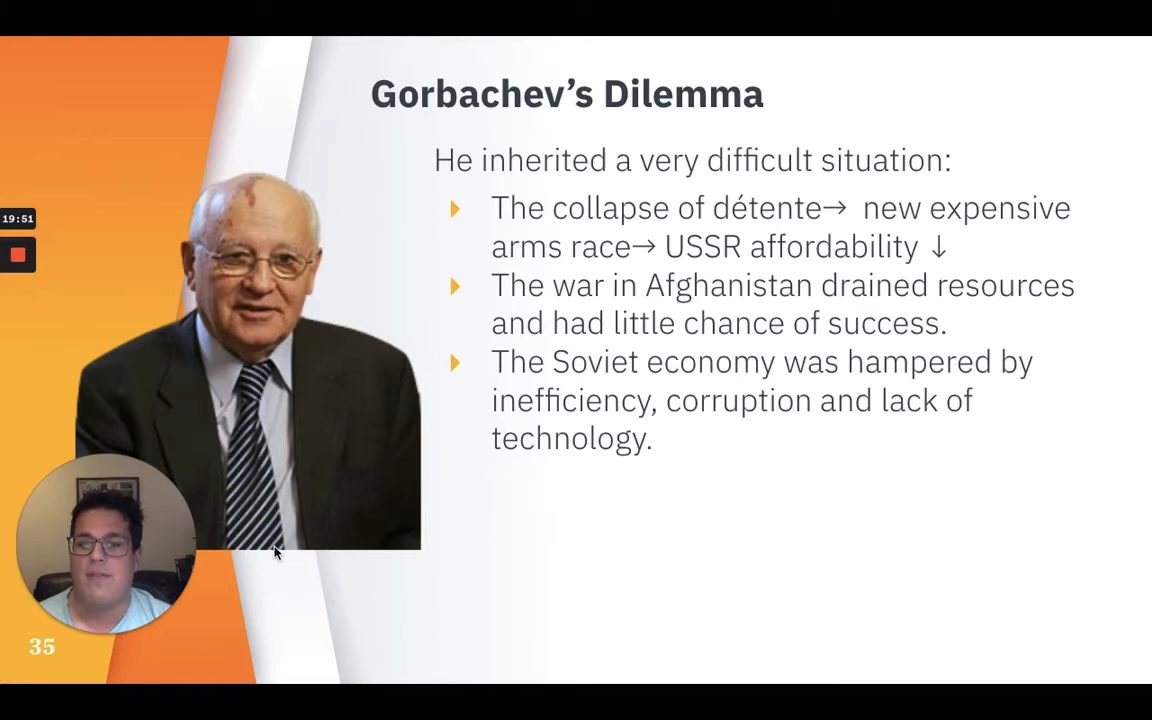 Gorbachev’s Dilemma
He inherited a very difficult situation:
The collapse of détente→ new expensive
arms race→ USSR affordability ↓
19:51
The war in Afghanistan drained resources
and had little chance of success.
The Soviet economy was hampered by
inefficiency, corruption and lack of
technology.
35